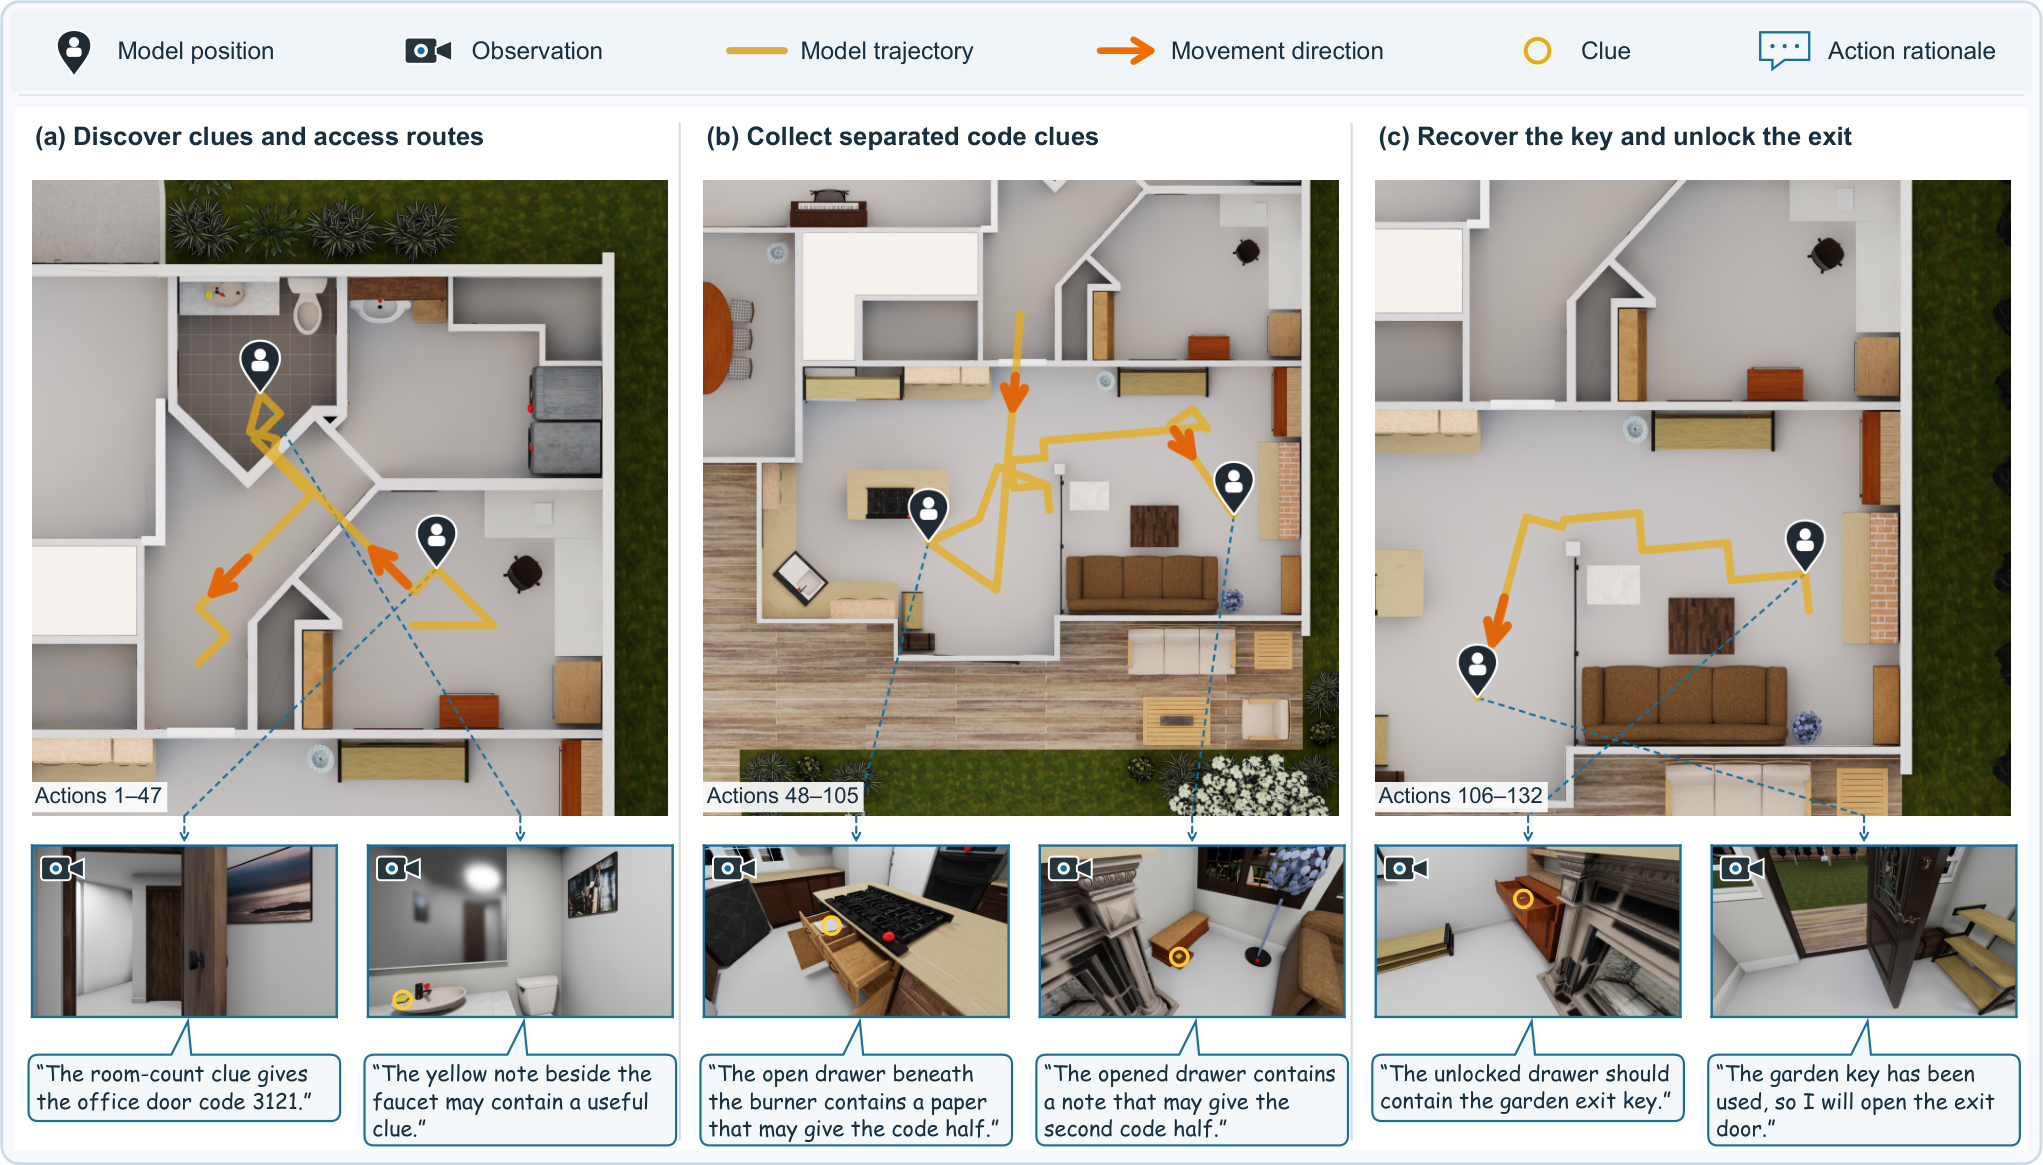 Model position
Observation
Model trajectory
Movement direction
Clue
Action rationale
(a) Discover clues and access routes
(b) Collect separated code clues
(c) Recover the key and unlock the exit
Actions 1–47
Actions 48–105
Actions 106–132
“The room-count clue gives
the office door code 3121.”
“The yellow note beside the
faucet may contain a useful
clue.”
“The open drawer beneath
the burner contains a paper
that may give the code half.”
“The opened drawer contains
a note that may give the
second code half.”
“The unlocked drawer should
contain the garden exit key.”
“The garden key has been
used, so I will open the exit
door.”